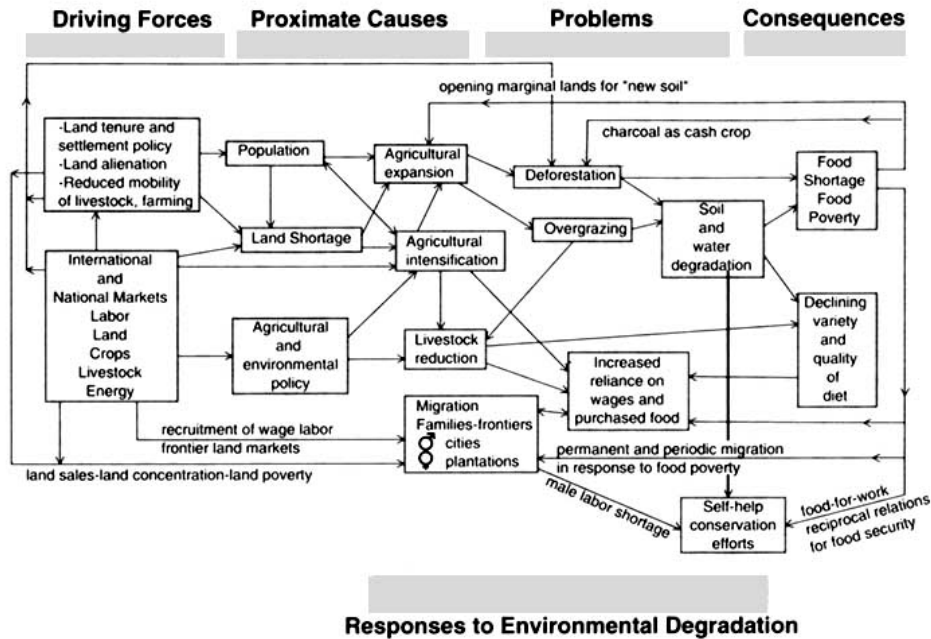 Driving Forces
Proximate Causes
Problems
Consequences
opening marginal lands for "new soil"
charcoal as cash crop
-Land tenure and
settlement policy
-Land alienation
-Reduced mobility
of livestock, farming
Population
Agricultural
expansion
Deforestation
Food
Shortage
Food
Poverty
Land Shortage
Agricultural
intensification
Overgrazing
Soil
and
water
degradation
International
and
National Markets
Labor
Land
Crops
Livestock
Energy
Agricultural
and
environmental
policy
Livestock
reduction
Increased
reliance on
wages and
purchased food
Declining
variety
and
quality
of
diet
recruitment of wage labor
frontier land markets
land sales-land concentration-land poverty
Migration
Families-frontiers
♂ cities
♀ plantations
permanent and periodic migration
in response to food poverty
male labor shortage
Self-help
conservation
efforts
food-for-work
reciprocal relations
for food security
Responses to Environmental Degradation